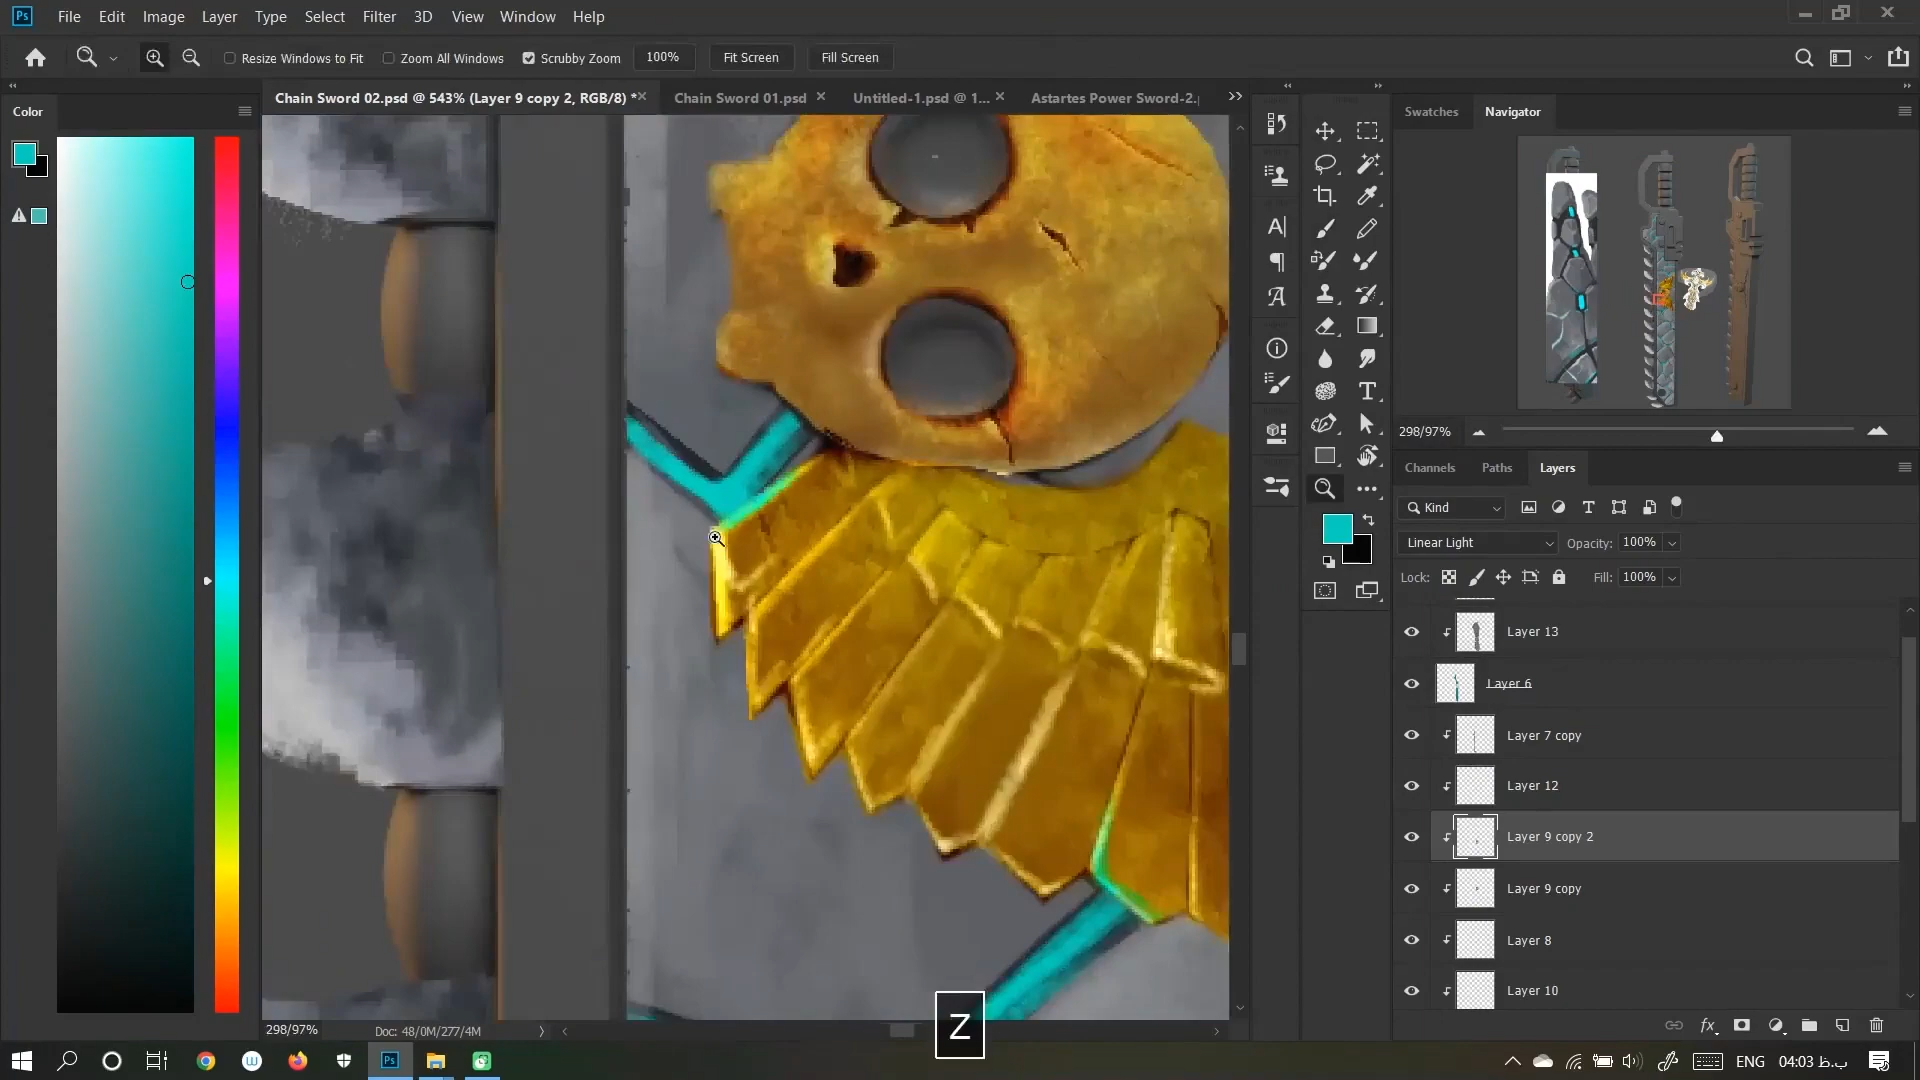 Ps File Edit Image Layer Type Select Filter 3D View Window Help
Resize Windows to Fit Zoom All Windows Scrubby Zoom 100% Fit Screen Fill Screen
Color
Chain Sword 02.psd @ 543% (Layer 9 copy 2, RGB/8) * Chain Sword 01.psd Untitled-1.psd @ 1... Astartes Power Sword-2.
Swatches Navigator
298/97%
Channels Paths Layers
Kind
Linear Light Opacity: 100%
Lock: Fill: 100%
Layer 13
Layer 6
Layer 7 copy
Layer 12
Layer 9 copy 2
Layer 9 copy
Layer 8
Layer 10
Z
298/97% Doc: 48/0M/277/4M
Ps ENG 04:03 ب.ظ